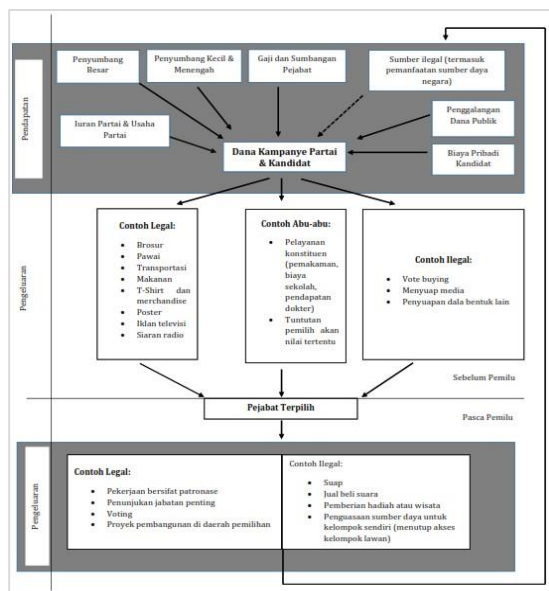 Penyumbang
Besar
Penyumbang Kecil &
Menengah
Gaji dan Sumbangan
Pejabat
Sumber ilegal (termasuk
pemanfaatan sumber daya
negara)
Pendapatan
Iuran Partai & Usaha
Partai
Penggalangan
Dana Publik
Dana Kampanye Partai
& Kandidat
Biaya Pribadi
Kandidat
Pengeluaran
Contoh Legal:
• Brosur
• Pawai
• Transportasi
• Makanan
• T-Shirt dan
merchandise
• Poster
• Iklan televisi
• Siaran radio
Contoh Abu-abu:
• Pelayanan
konstituen
(pemakaman,
biaya
sekolah,
pendapatan
dokter)
• Tuntutan
pemilih akan
nilai tertentu
Contoh Ilegal:
• Vote buying
• Menyuap media
• Penyuapan dala bentuk lain
Sebelum Pemilu
Pejabat Terpilih
Pasca Pemilu
Pengeluaran
Contoh Legal:
• Pekerjaan bersifat patronase
• Penunjukan jabatan penting
• Voting
• Proyek pembangunan di daerah pemilihan
Contoh Ilegal:
• Suap
• Jual beli suara
• Pemberian hadiah atau wisata
• Penguasaan sumber daya untuk
kelompok sendiri (menutup akses
kelompok lawan)